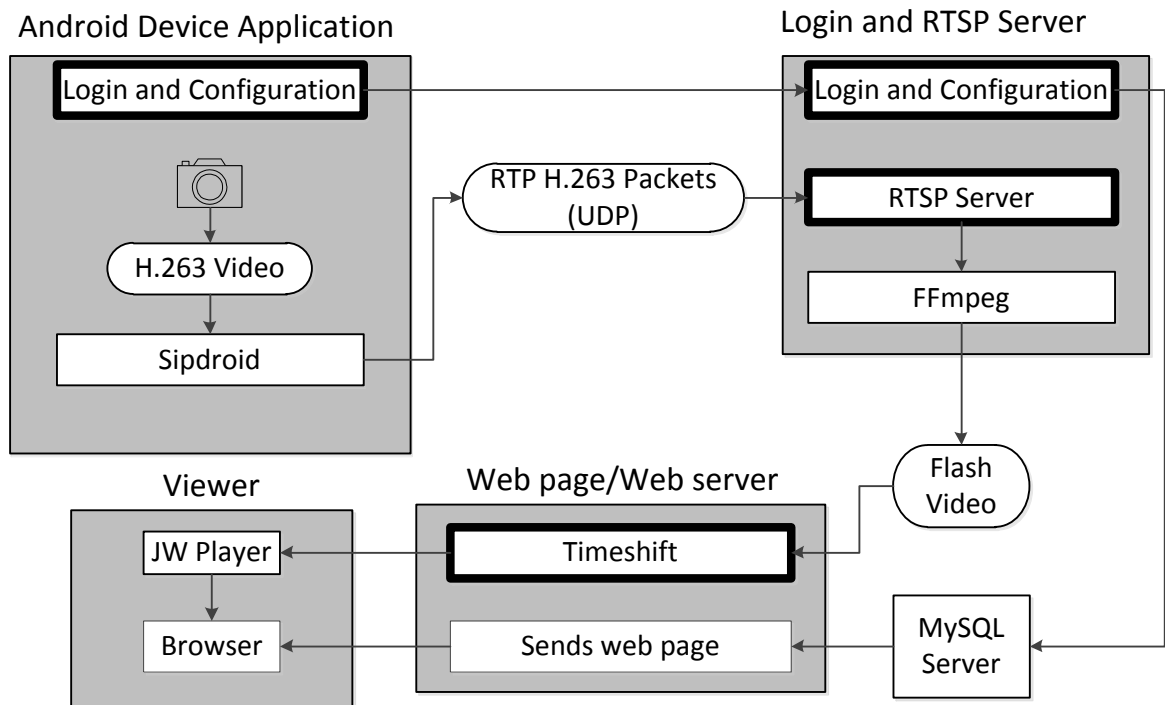 Android Device Application
Login and RTSP Server
Login and Configuration
Login and Configuration
RTP H.263 Packets
(UDP)
RTSP Server
H.263 Video
FFmpeg
Sipdroid
Flash
Video
Viewer
Web page/Web server
JW Player
Timeshift
Browser
Sends web page
MySQL
Server